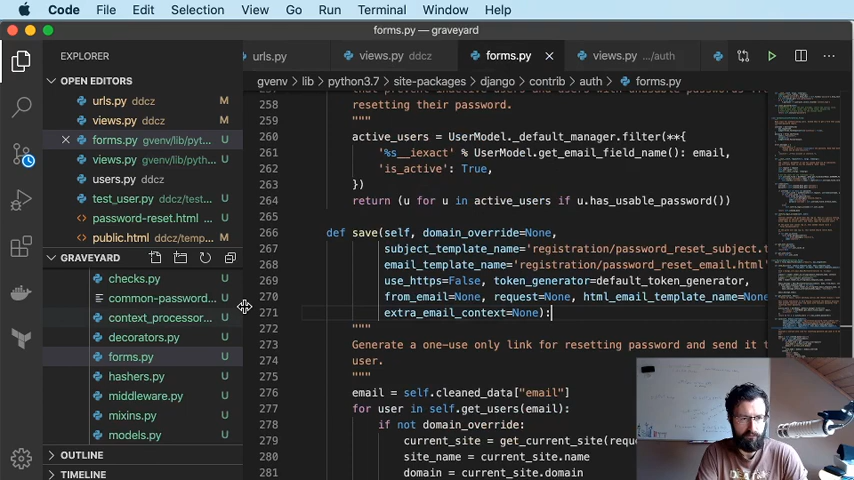 Code File Edit Selection View Go Run Terminal Window Help
forms.py — graveyard
EXPLORER
urls.py
views.py ddcz
forms.py
views.py .../auth
OPEN EDITORS
gvenv › lib › python3.7 › site-packages › django › contrib › auth › forms.py
urls.py ddcz M
views.py ddcz M
forms.py gvenv/lib/pyt... U
views.py gvenv/lib/pyth... U
users.py ddcz
test_user.py ddcz/test... U
password-reset.html U
public.html ddcz/temp... M
GRAVEYARD
checks.py U
common-password... U
context_processor... U
decorators.py U
forms.py U
hashers.py U
middleware.py U
mixins.py U
models.py U
OUTLINE
TIMELINE
258 resetting their password.
259 """
260 active_users = UserModel._default_manager.filter(**{
261 '%s__iexact' % UserModel.get_email_field_name(): email,
262 'is_active': True,
263 })
264 return (u for u in active_users if u.has_usable_password())
265
266 def save(self, domain_override=None,
267 subject_template_name='registration/password_reset_subject.t
268 email_template_name='registration/password_reset_email.html'
269 use_https=False, token_generator=default_token_generator,
270 from_email=None, request=None, html_email_template_name=None
271 extra_email_context=None):
272 """
273 Generate a one-use only link for resetting password and send it t
274 user.
275 """
276 email = self.cleaned_data["email"]
277 for user in self.get_users(email):
278 if not domain_override:
279 current_site = get_current_site(requ
280 site_name = current_site.name
281 domain = current_site.domain